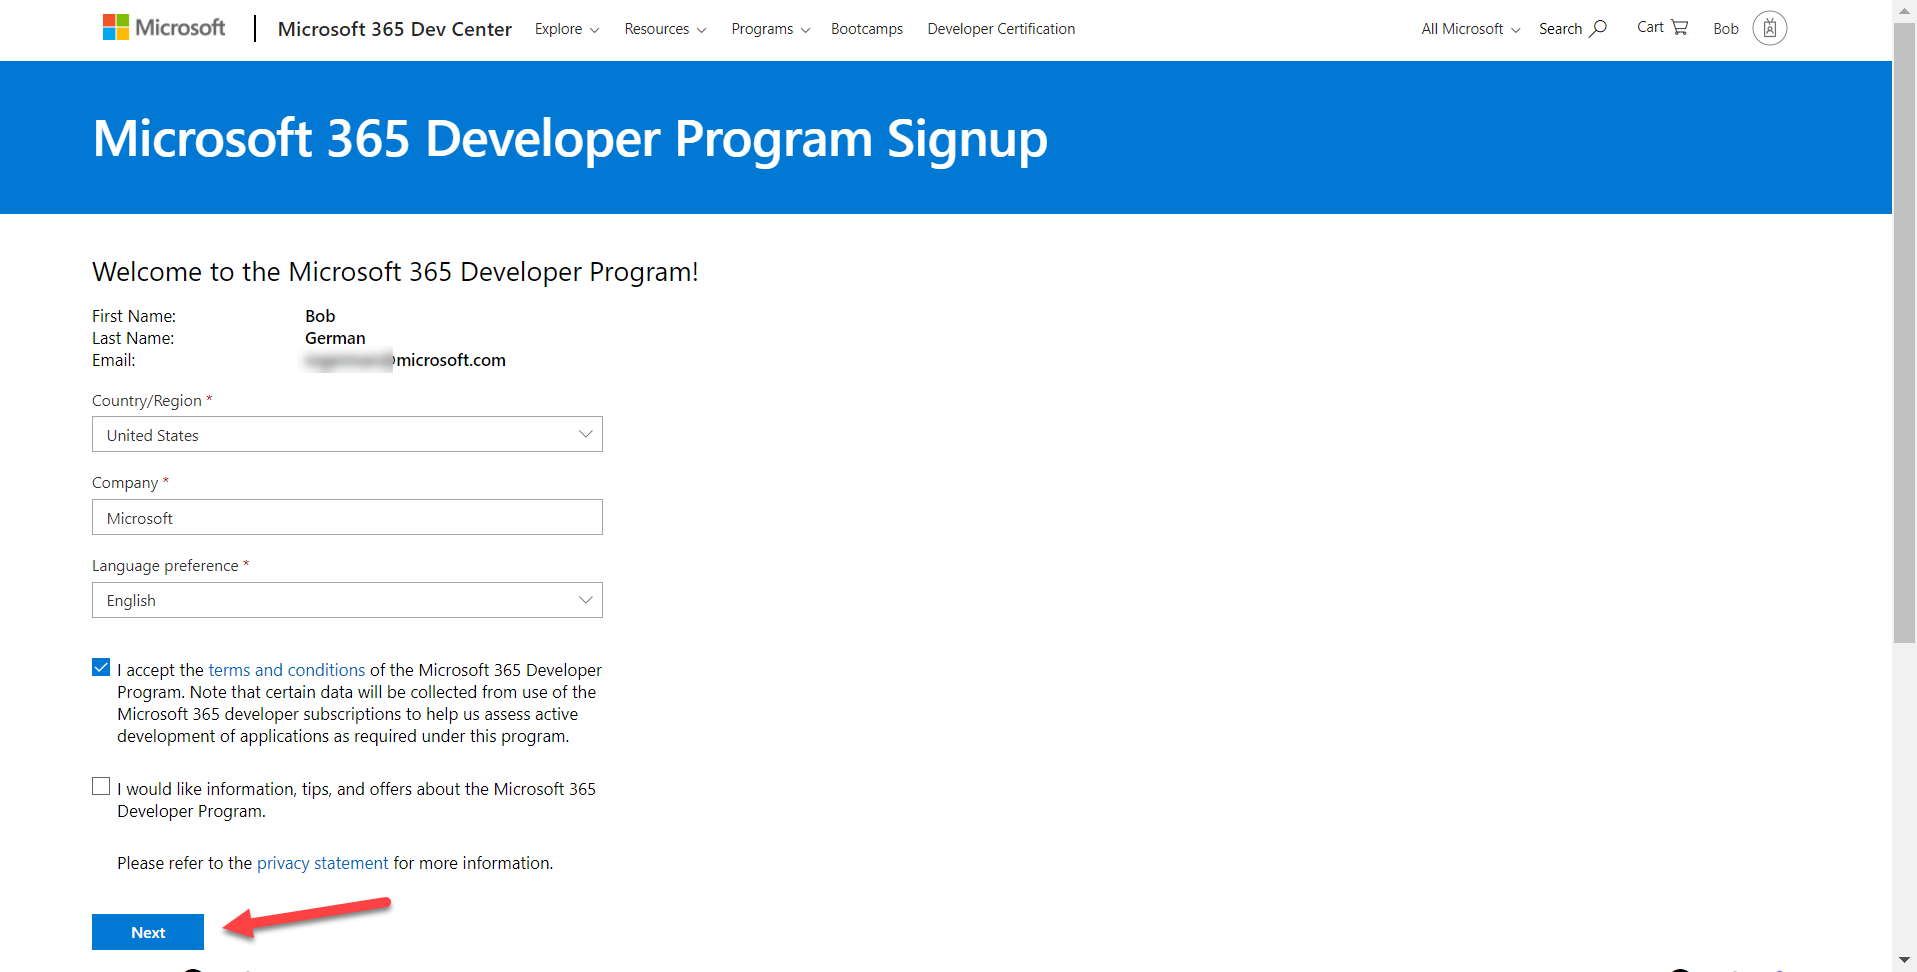 Microsoft | Microsoft 365 Dev Center Explore Resources Programs Bootcamps Developer Certification All Microsoft Search Cart Bob
Microsoft 365 Developer Program Signup
Welcome to the Microsoft 365 Developer Program!
First Name: Bob
Last Name: German
Email: microsoft.com
Country/Region *
United States
Company *
Microsoft
Language preference *
English
I accept the terms and conditions of the Microsoft 365 Developer
Program. Note that certain data will be collected from use of the
Microsoft 365 developer subscriptions to help us assess active
development of applications as required under this program.
I would like information, tips, and offers about the Microsoft 365
Developer Program.
Please refer to the privacy statement for more information.
Next